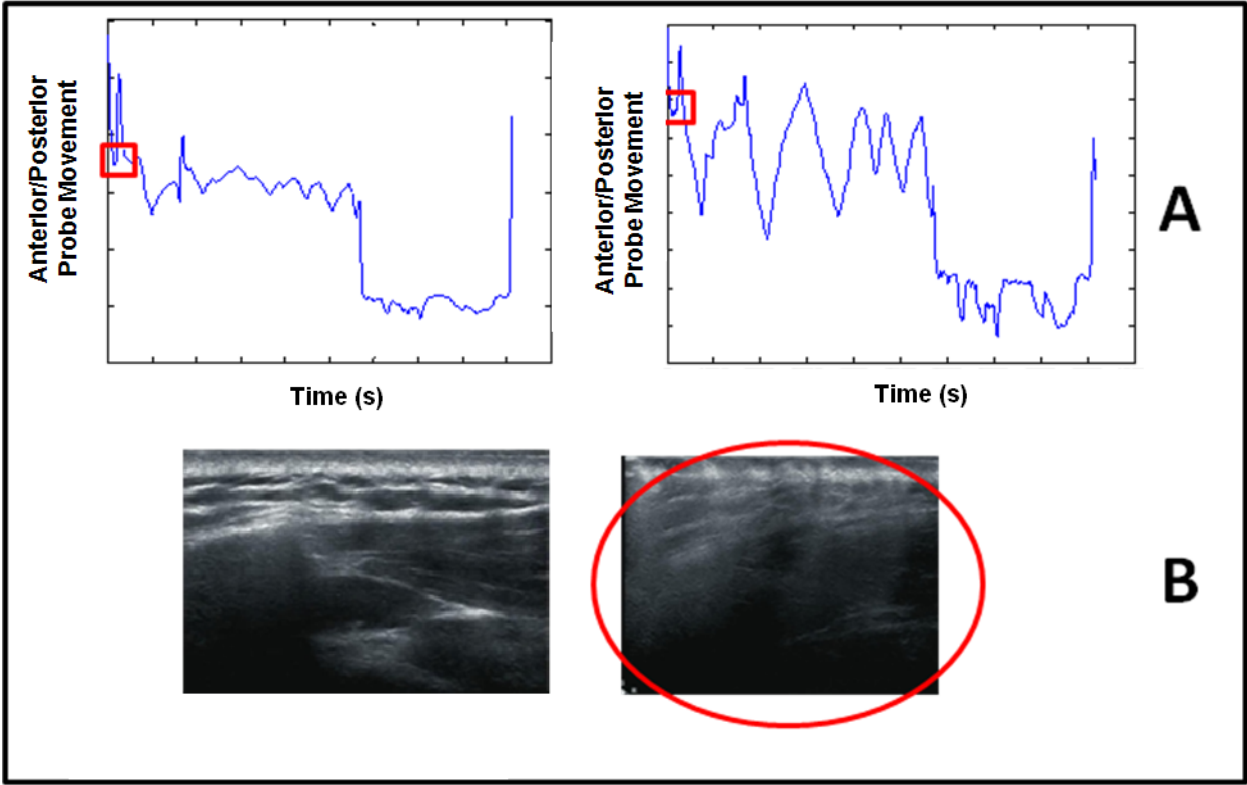 Anterior/Posterior
Probe Movement
Time (s)
Anterior/Posterior
Probe Movement
Time (s)
A
B